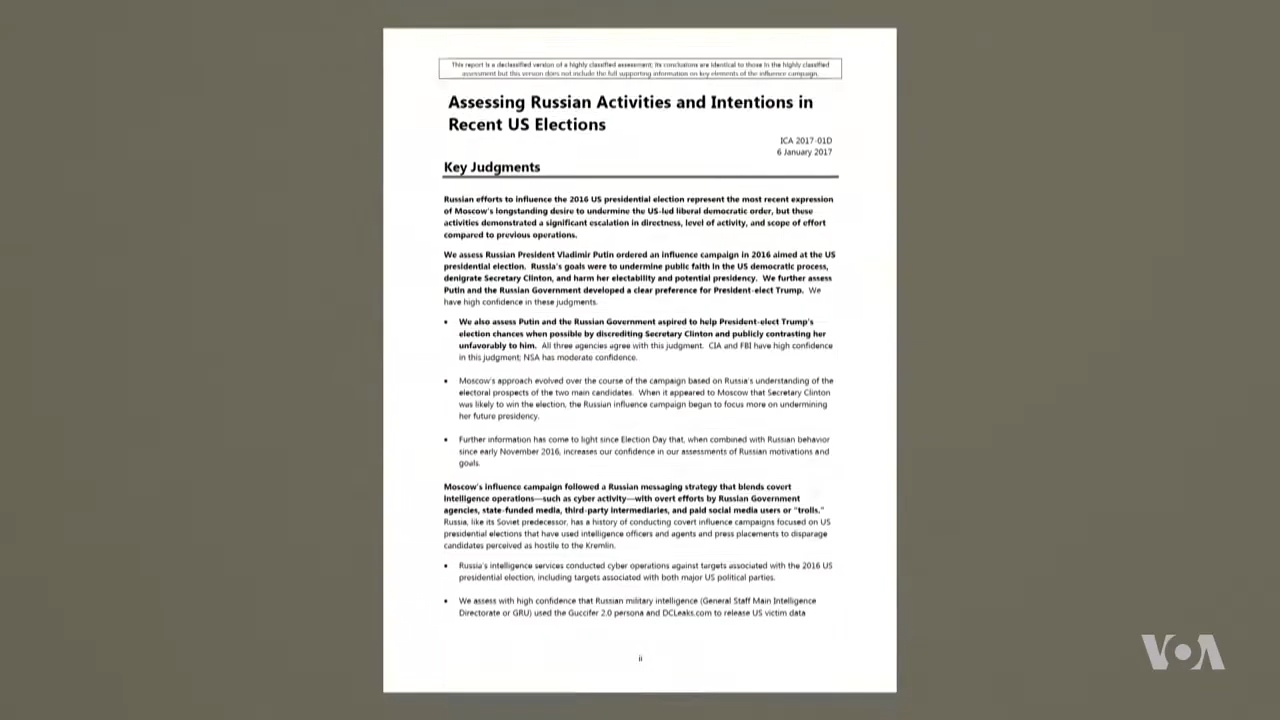 This report is a declassified version of a highly classified assessment; its conclusions are identical to those in the highly classified
assessment but this version does not include the full supporting information on key elements of the influence campaign.
Assessing Russian Activities and Intentions in
Recent US Elections
ICA 2017-01D
6 January 2017
Key Judgments
Russian efforts to influence the 2016 US presidential election represent the most recent expression
of Moscow's longstanding desire to undermine the US-led liberal democratic order, but these
activities demonstrated a significant escalation in directness, level of activity, and scope of effort
compared to previous operations.
We assess Russian President Vladimir Putin ordered an influence campaign in 2016 aimed at the US
presidential election. Russia's goals were to undermine public faith in the US democratic process,
denigrate Secretary Clinton, and harm her electability and potential presidency. We further assess
Putin and the Russian Government developed a clear preference for President-elect Trump. We
have high confidence in these judgments.
• We also assess Putin and the Russian Government aspired to help President-elect Trump's
election chances when possible by discrediting Secretary Clinton and publicly contrasting her
unfavorably to him. All three agencies agree with this judgment. CIA and FBI have high confidence
in this judgment; NSA has moderate confidence.
• Moscow's approach evolved over the course of the campaign based on Russia's understanding of the
electoral prospects of the two main candidates. When it appeared to Moscow that Secretary Clinton
was likely to win the election, the Russian influence campaign began to focus more on undermining
her future presidency.
• Further information has come to light since Election Day that, when combined with Russian behavior
since early November 2016, increases our confidence in our assessments of Russian motivations and
goals.
Moscow's influence campaign followed a Russian messaging strategy that blends covert
intelligence operations—such as cyber activity—with overt efforts by Russian Government
agencies, state-funded media, third-party intermediaries, and paid social media users or "trolls."
Russia, like its Soviet predecessor, has a history of conducting covert influence campaigns focused on US
presidential elections that have used intelligence officers and agents and press placements to disparage
candidates perceived as hostile to the Kremlin.
• Russia's intelligence services conducted cyber operations against targets associated with the 2016 US
presidential election, including targets associated with both major US political parties.
• We assess with high confidence that Russian military intelligence (General Staff Main Intelligence
Directorate or GRU) used the Guccifer 2.0 persona and DCLeaks.com to release US victim data
ii
VOA